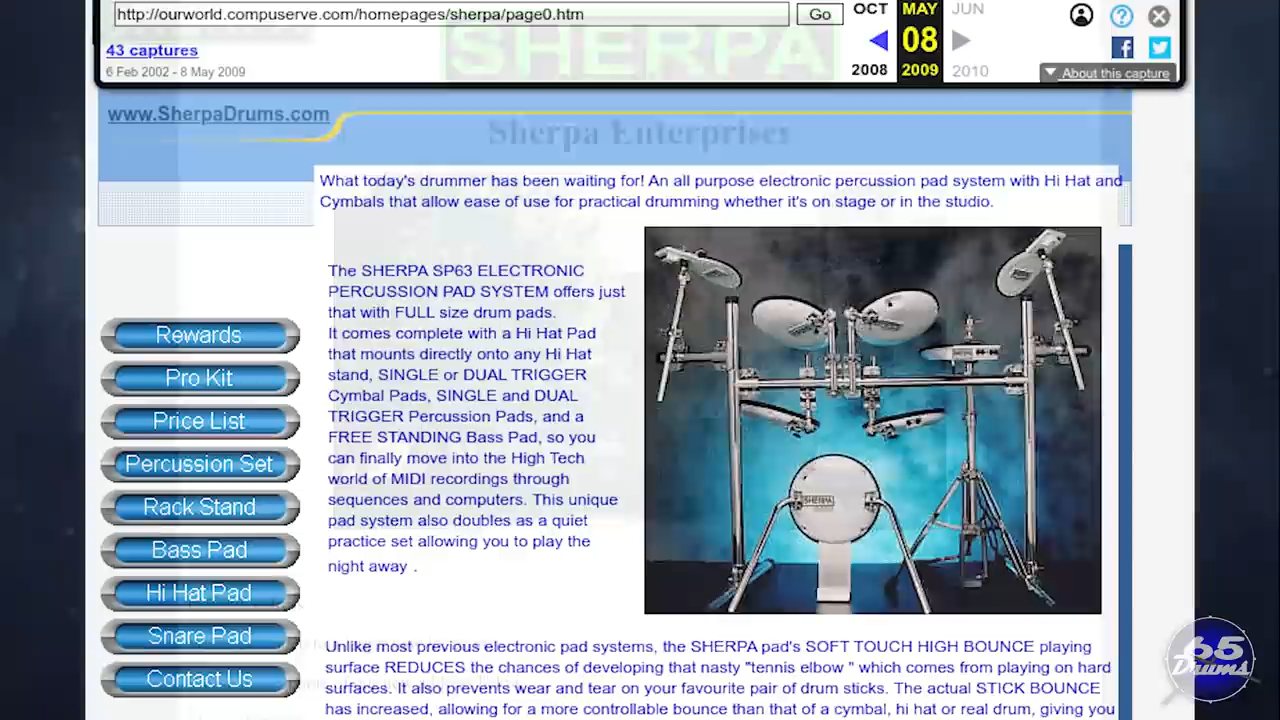 http://ourworld.compuserve.com/homepages/sherpa/page0.htm
Go
OCT MAY JUN
43 captures
08
6 Feb 2002 - 8 May 2009
2008 2009 2010
About this capture
SHERPA
www.SherpaDrums.com
Sherpa Enterprises
What today's drummer has been waiting for! An all purpose electronic percussion pad system with Hi Hat and
Cymbals that allow ease of use for practical drumming whether it's on stage or in the studio.
The SHERPA SP63 ELECTRONIC
PERCUSSION PAD SYSTEM offers just
that with FULL size drum pads.
It comes complete with a Hi Hat Pad
that mounts directly onto any Hi Hat
stand, SINGLE or DUAL TRIGGER
Cymbal Pads, SINGLE and DUAL
TRIGGER Percussion Pads, and a
FREE STANDING Bass Pad, so you
can finally move into the High Tech
world of MIDI recordings through
sequences and computers. This unique
pad system also doubles as a quiet
practice set allowing you to play the
night away .
Rewards
Pro Kit
Price List
Percussion Set
Rack Stand
Bass Pad
Hi Hat Pad
Snare Pad
Contact Us
SHERPA
Unlike most previous electronic pad systems, the SHERPA pad's SOFT TOUCH HIGH BOUNCE playing
surface REDUCES the chances of developing that nasty "tennis elbow " which comes from playing on hard
surfaces. It also prevents wear and tear on your favourite pair of drum sticks. The actual STICK BOUNCE
has increased, allowing for a more controllable bounce than that of a cymbal, hi hat or real drum, giving you
65
Drums